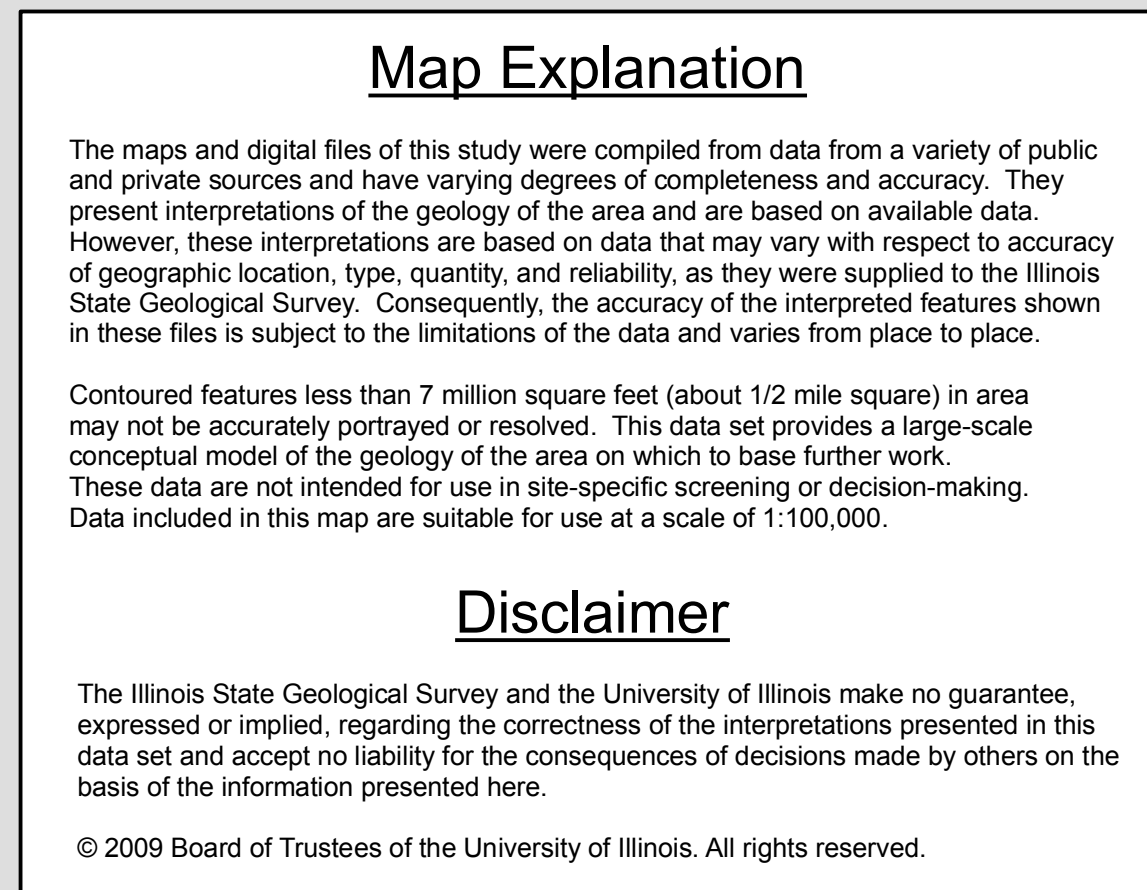 Map Explanation
The maps and digital files of this study were compiled from data from a variety of public
and private sources and have varying degrees of completeness and accuracy.  They
present interpretations of the geology of the area and are based on available data.
However, these interpretations are based on data that may vary with respect to accuracy
of geographic location, type, quantity, and reliability, as they were supplied to the Illinois
State Geological Survey.  Consequently, the accuracy of the interpreted features shown
in these files is subject to the limitations of the data and varies from place to place.
Contoured features less than 7 million square feet (about 1/2 mile square) in area
may not be accurately portrayed or resolved.  This data set provides a large-scale
conceptual model of the geology of the area on which to base further work.
These data are not intended for use in site-specific screening or decision-making.
Data included in this map are suitable for use at a scale of 1:100,000.
Disclaimer
The Illinois State Geological Survey and the University of Illinois make no guarantee,
expressed or implied, regarding the correctness of the interpretations presented in this
data set and accept no liability for the consequences of decisions made by others on the
basis of the information presented here.
© 2009 Board of Trustees of the University of Illinois. All rights reserved.